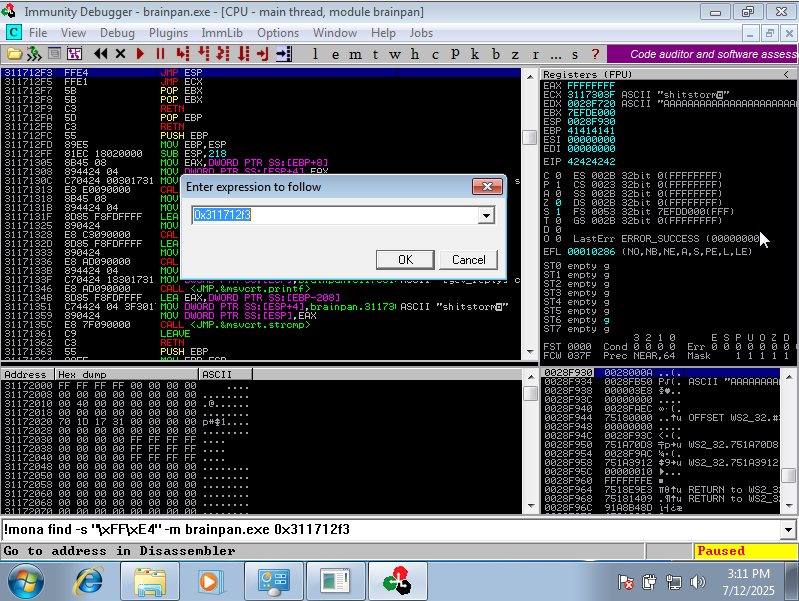 Immunity Debugger - brainpan.exe - [CPU - main thread, module brainpan]
C File View Debug Plugins ImmLib Options Window Help Jobs
l e m t w h c p k b z r ... s ? Code auditor and software assess
311712F3 FFE4 JMP ESP
311712F5 FFE1 JMP ECX
311712F7 5B POP EBX
311712F8 5B POP EBX
311712F9 C3 RETN
311712FA 5D POP EBP
311712FB C3 RETN
311712FC 55 PUSH EBP
311712FD 89E5 MOV EBP,ESP
311712FF 81EC 18020000 SUB ESP,218
31171305 8B45 08 MOV EAX,DWORD PTR SS:[EBP+8]
31171308 894424 04 MOV DWORD PTR SS:[ESP+4],EAX
3117130C C70424 00301731
31171313 E8 E0090000 CAL
31171318 8B45 08
3117131B 894424 04
3117131F 8D85 F8FDFFFF LEA
31171325 890424
31171328 E8 C3090000 CAL
3117132D 8D85 F8FDFFFF LEA
31171333 890424
31171336 E8 AD090000 CAL
3117133B 894424 04
3117133F C70424 18301731
31171346 E8 AD090000 CALL <JMP.&msvcrt.printf>
3117134B 8D85 F8FDFFFF LEA EAX,DWORD PTR SS:[EBP-208]
31171351 C74424 04 3F301 MOV DWORD PTR SS:[ESP+4],brainpan.31173 ASCII "shitstorm
31171359 890424 MOV DWORD PTR SS:[ESP],EAX
3117135C E8 7F090000 CALL <JMP.&msvcrt.strcmp>
31171361 C9 LEAVE
31171362 C3 RETN
31171363 55 PUSH EBP
Registers (FPU) <
EAX FFFFFFFF
ECX 3117303F ASCII "shitstorm
EDX 0028F720 ASCII "AAAAAAAAAAAAAAAAAAAAAA
EBX 7EFDE000
ESP 0028F930
EBP 41414141
ESI 00000000
EDI 00000000
EIP 42424242
C 0 ES 002B 32bit 0(FFFFFFFF)
P 1 CS 0023 32bit 0(FFFFFFFF)
A 0 SS 002B 32bit 0(FFFFFFFF)
Z 0 DS 002B 32bit 0(FFFFFFFF)
S 1 FS 0053 32bit 7EFDD000(FFF)
T 0 GS 002B 32bit 0(FFFFFFFF)
D 0
O 0 LastErr ERROR_SUCCESS (00000000
EFL 00010286 (NO,NB,NE,A,S,PE,L,LE)
ST0 empty g
ST1 empty g
ST2 empty g
ST3 empty g
ST4 empty g
ST5 empty g
ST6 empty g
ST7 empty g
3 2 1 0 E S P U O Z D
FST 0000 Cond 0 0 0 0 Err 0 0 0 0 0 0 0
FCW 037F Prec NEAR,64 Mask 1 1 1 1 1
Enter expression to follow
0x311712f3
OK Cancel
Address Hex dump ASCII
31172000 FF FF FF FF 00 00 00 00
31172008 00 00 00 00 00 00 00 00
31172010 00 40 00 00 00 00 00 00 .@......
31172018 00 00 00 00 00 00 00 00 ........
31172020 70 1D 17 31 00 00 00 00
31172028 00 00 00 00 00 00 00 00 ........
31172030 00 00 00 00 FF FF FF FF
31172038 00 00 00 00 FF FF FF FF
31172040 00 00 00 00 00 00 00 00 ........
31172048 00 00 00 00 00 00 00 00 ........
31172050 00 00 00 00 00 00 00 00 ........
31172058 00 00 00 00 00 00 00 00 ........
31172060 00 00 00 00 00 00 00 00 ........
31172068 00 00 00 00 00 00 00 00 ........
31172070 00 00 00 00 00 00 00 00 ........
0028F930 0028000A
0028F934 0028FB50 ASCII "AAAAAAAA
0028F938 000003E8
0028F93C 00000000 ....
0028F940 0028FAEC
0028F944 75180000 OFFSET WS2_32.#
0028F948 00000000 ....
0028F94C 0028F93C
0028F950 751A70D8 WS2_32.751A70D8
0028F954 0028F9AC
0028F958 751A3912 WS2_32.751A3912
0028F95C 00000010
0028F960 FFFFFFFE
0028F964 7518E9E3 RETURN to WS2_32
0028F968 75181409 RETURN to WS2_32
0028F96C 91A8B48D
!mona find -s "\xFF\xE4" -m brainpan.exe 0x311712f3
Go to address in Disassembler Paused
3:11 PM
7/12/2025